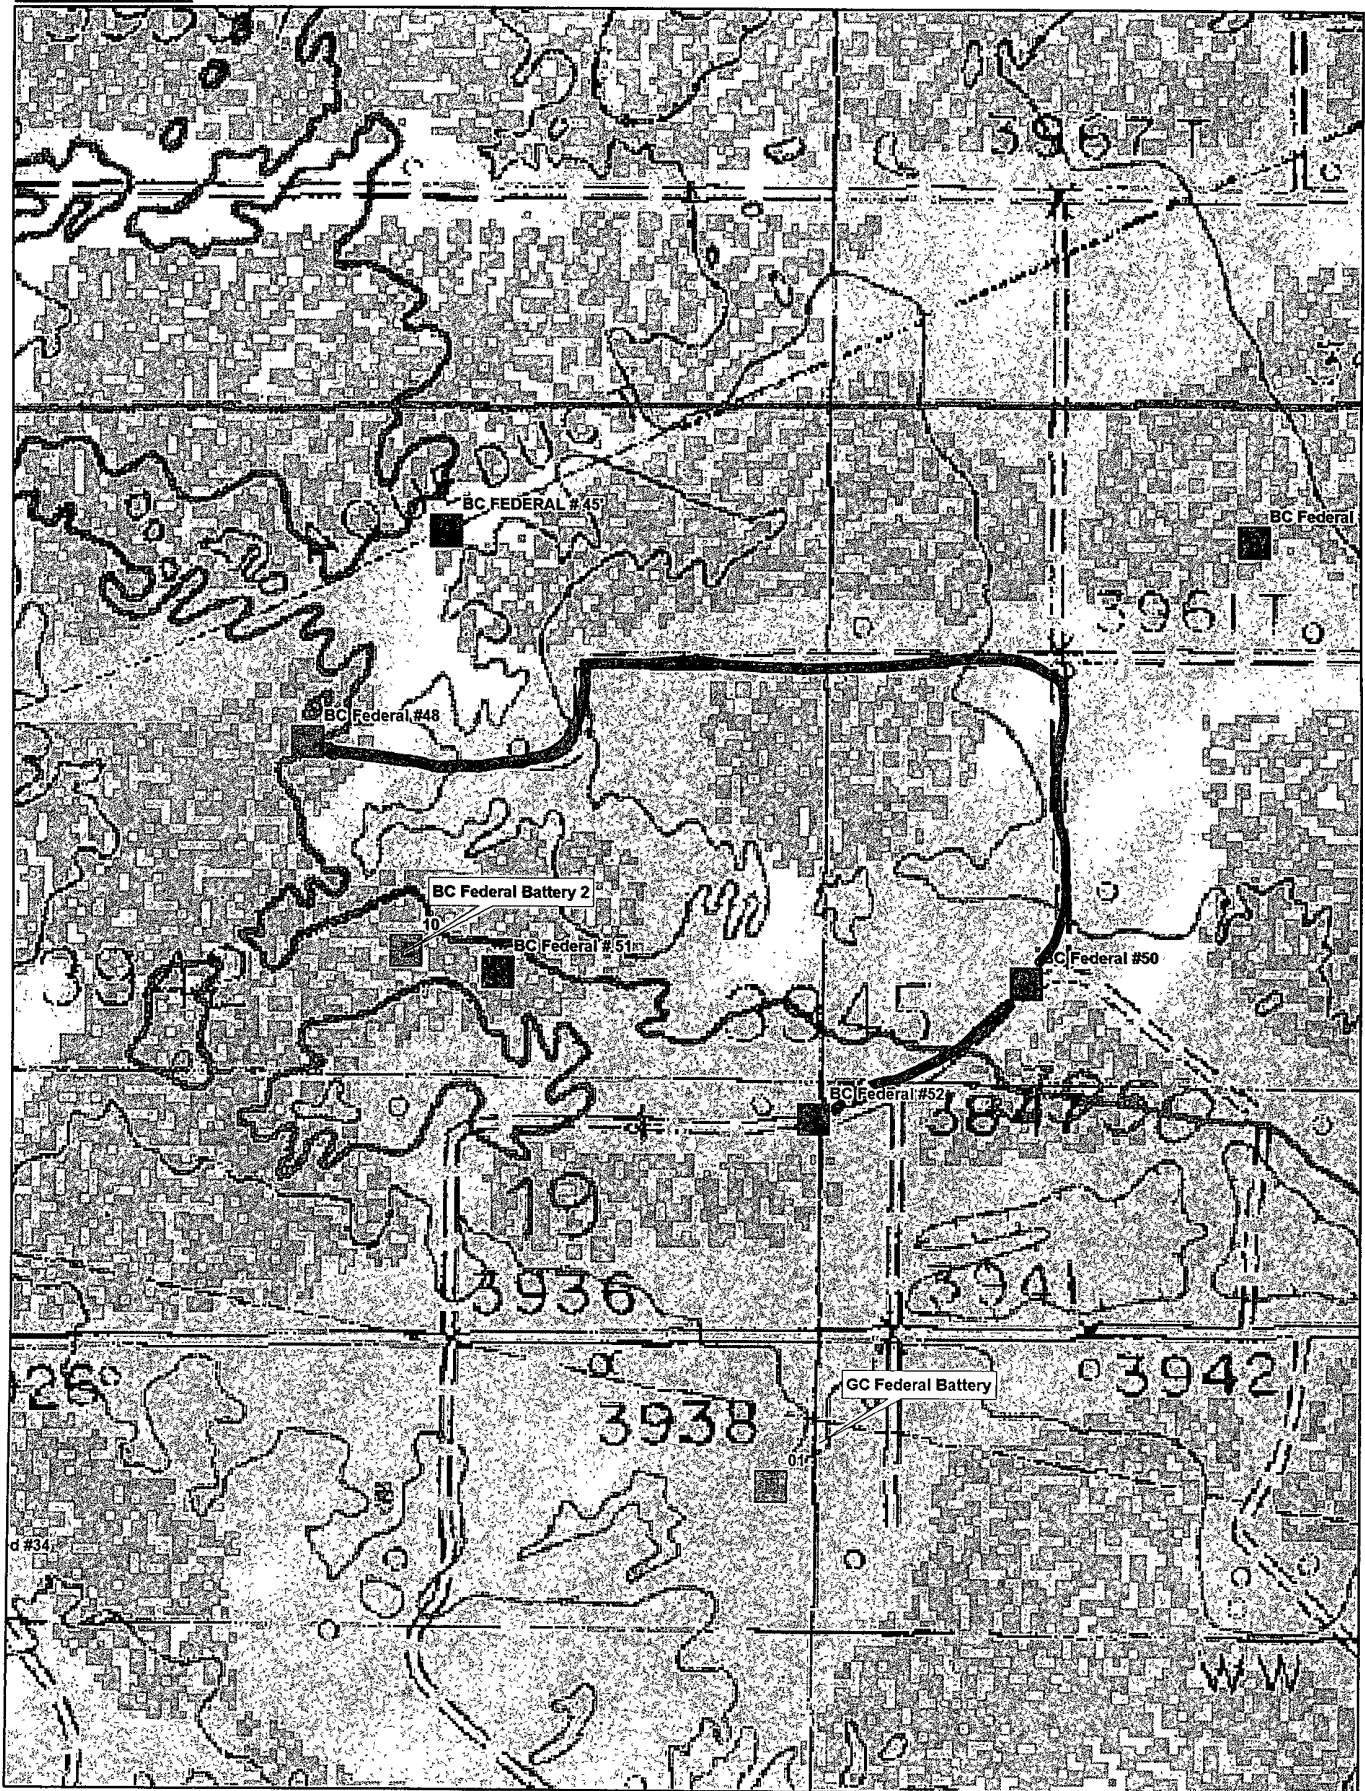 3967 T
BC FEDERAL # 45
BC Federal
3961 T
BC Federal #48
BC Federal Battery 2
10
BC Federal # 51
BC Federal #50
3945
BC Federal #52
19
3936
3941
GC Federal Battery
3942
3938
01
d #34
W W